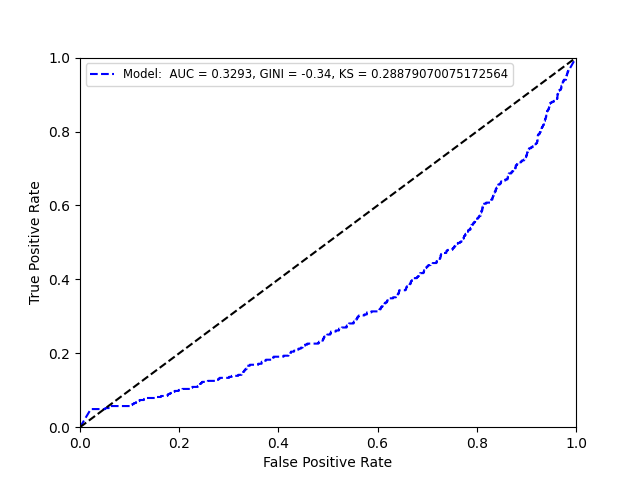 Model:  AUC = 0.3293, GINI = -0.34, KS = 0.28879070075172564
1.0
0.8
0.6
0.4
0.2
0.0
True Positive Rate
0.0 0.2 0.4 0.6 0.8 1.0
False Positive Rate